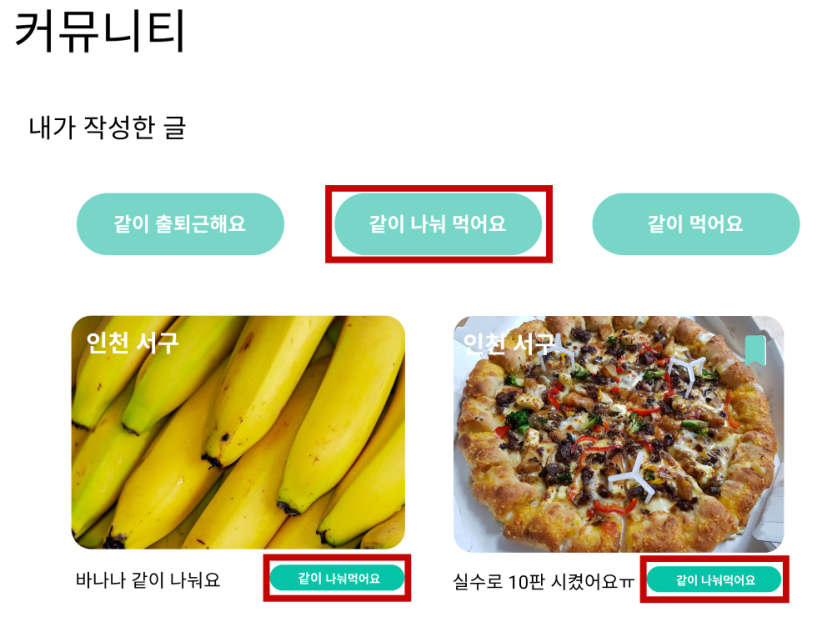 커뮤니티
내가 작성한 글
같이 출퇴근해요
같이 나눠 먹어요
같이 먹어요
인천 서구
인천 서구
바나나 같이 나눠요
같이 나눠먹어요
실수로 10판 시켰어요ㅠ
같이 나눠먹어요